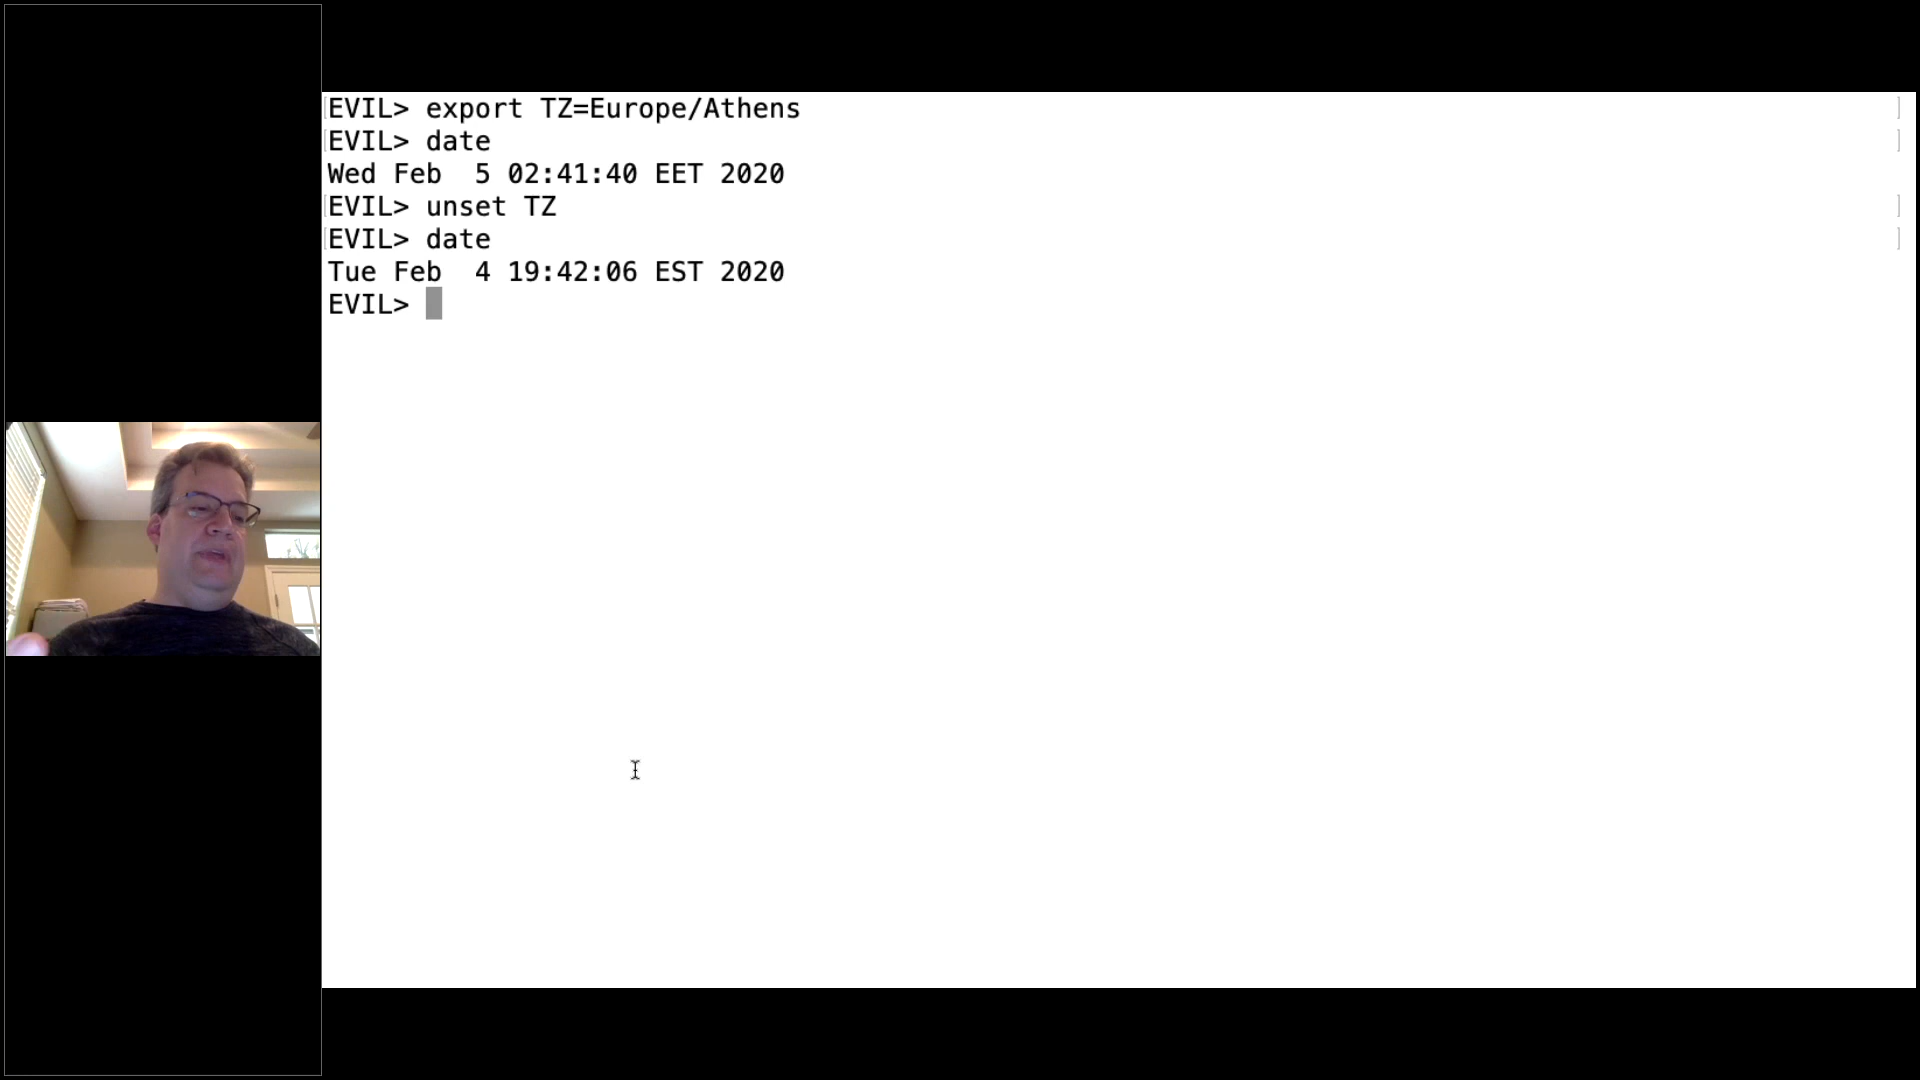 EVIL> export TZ=Europe/Athens
EVIL> date
Wed Feb  5 02:41:40 EET 2020
EVIL> unset TZ
EVIL> date
Tue Feb  4 19:42:06 EST 2020
EVIL>